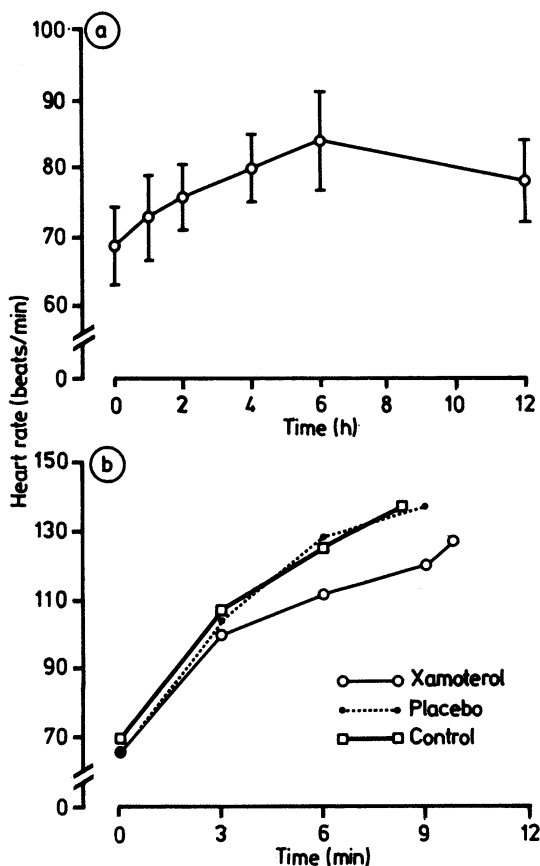 a
100
90
80
70
60
0
0 2 4 6 8 10 12
Time (h)
Heart rate (beats/min)
b
150
130
110
90
70
0
Xamoterol
Placebo
Control
0 3 6 9 12
Time (min)